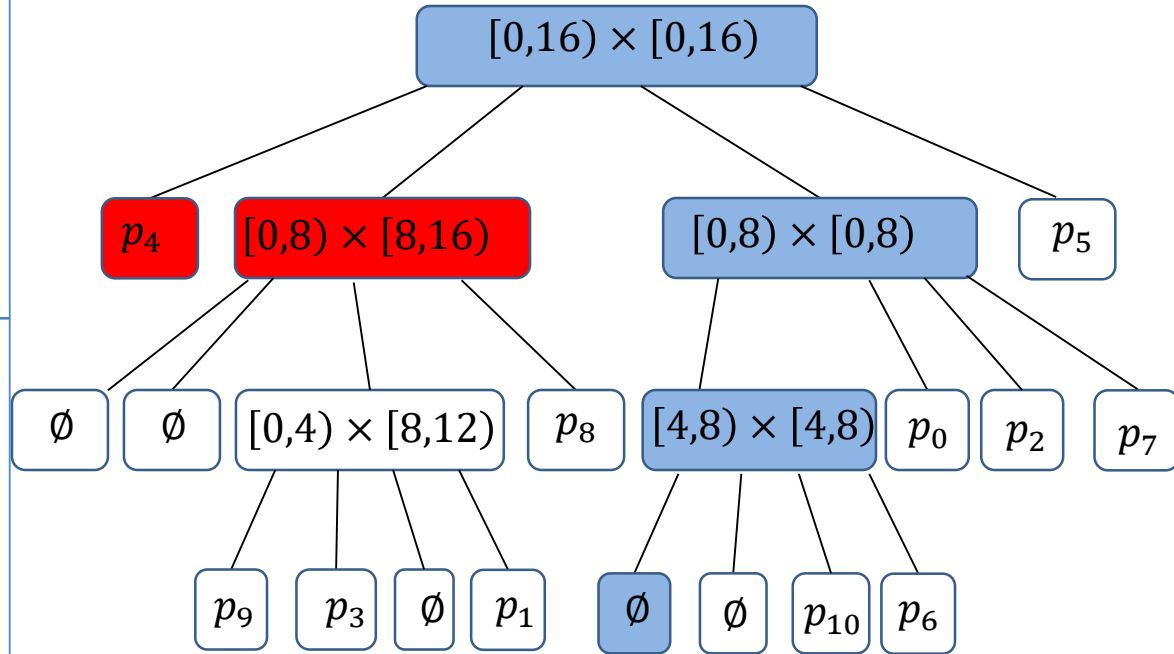 [0,16) × [0,16)
p₄ [0,8) × [8,16) [0,8) × [0,8) p₅
∅ ∅ [0,4) × [8,12) p₈ [4,8) × [4,8) p₀ p₂ p₇
p₉ p₃ ∅ p₁ ∅ ∅ p₁₀ p₆